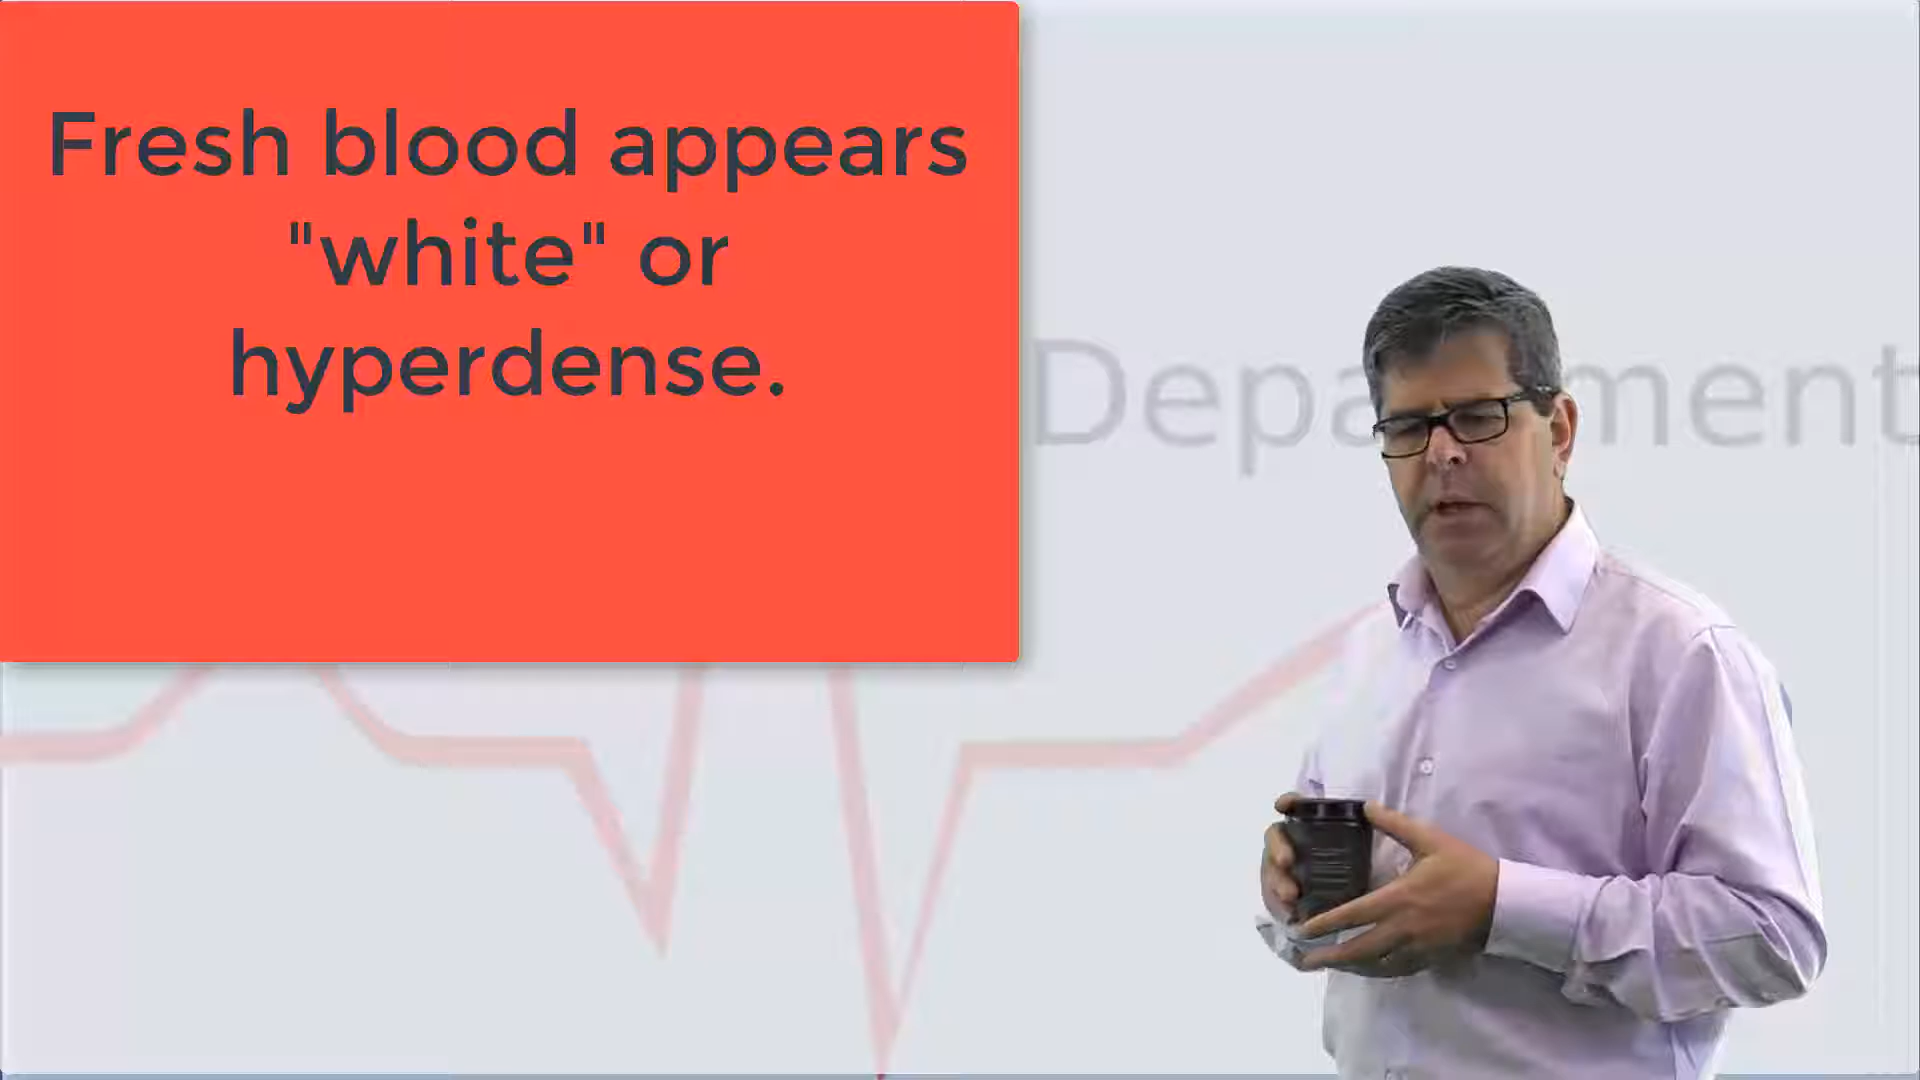 Fresh blood appears
"white" or
hyperdense.